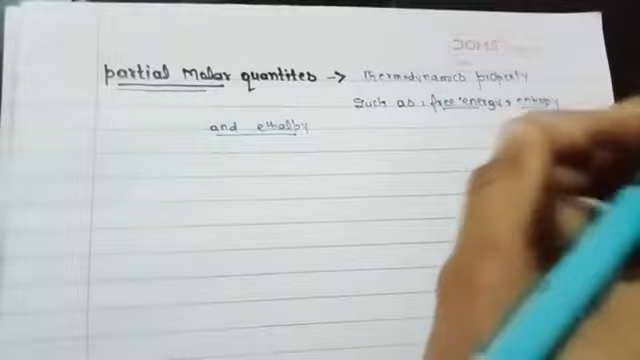 partial Molar quantites → Thermodynamics property
Such as, free energy, entropy
and ethalpy